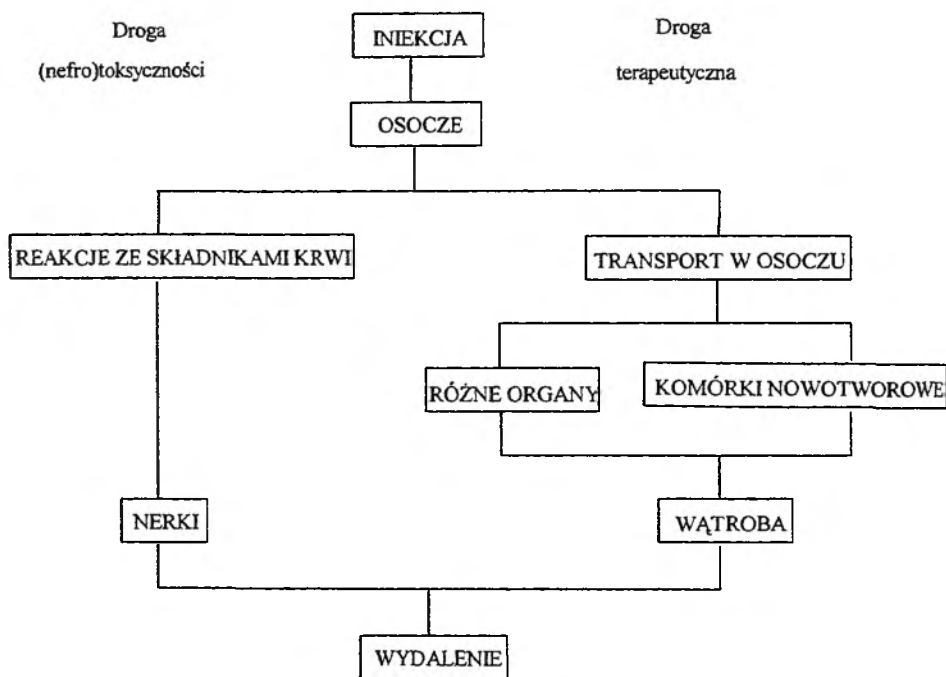 Droga
(nefro)toksyczności
INIEKCJA
Droga
terapeutyczna
OSOCZE
REAKCJE ZE SKŁADNIKAMI KRWI
TRANSPORT W OSOCZU
RÓŻNE ORGANY
KOMÓRKI NOWOTWOROWE
NERKI
WĄTROBA
WYDALENIE